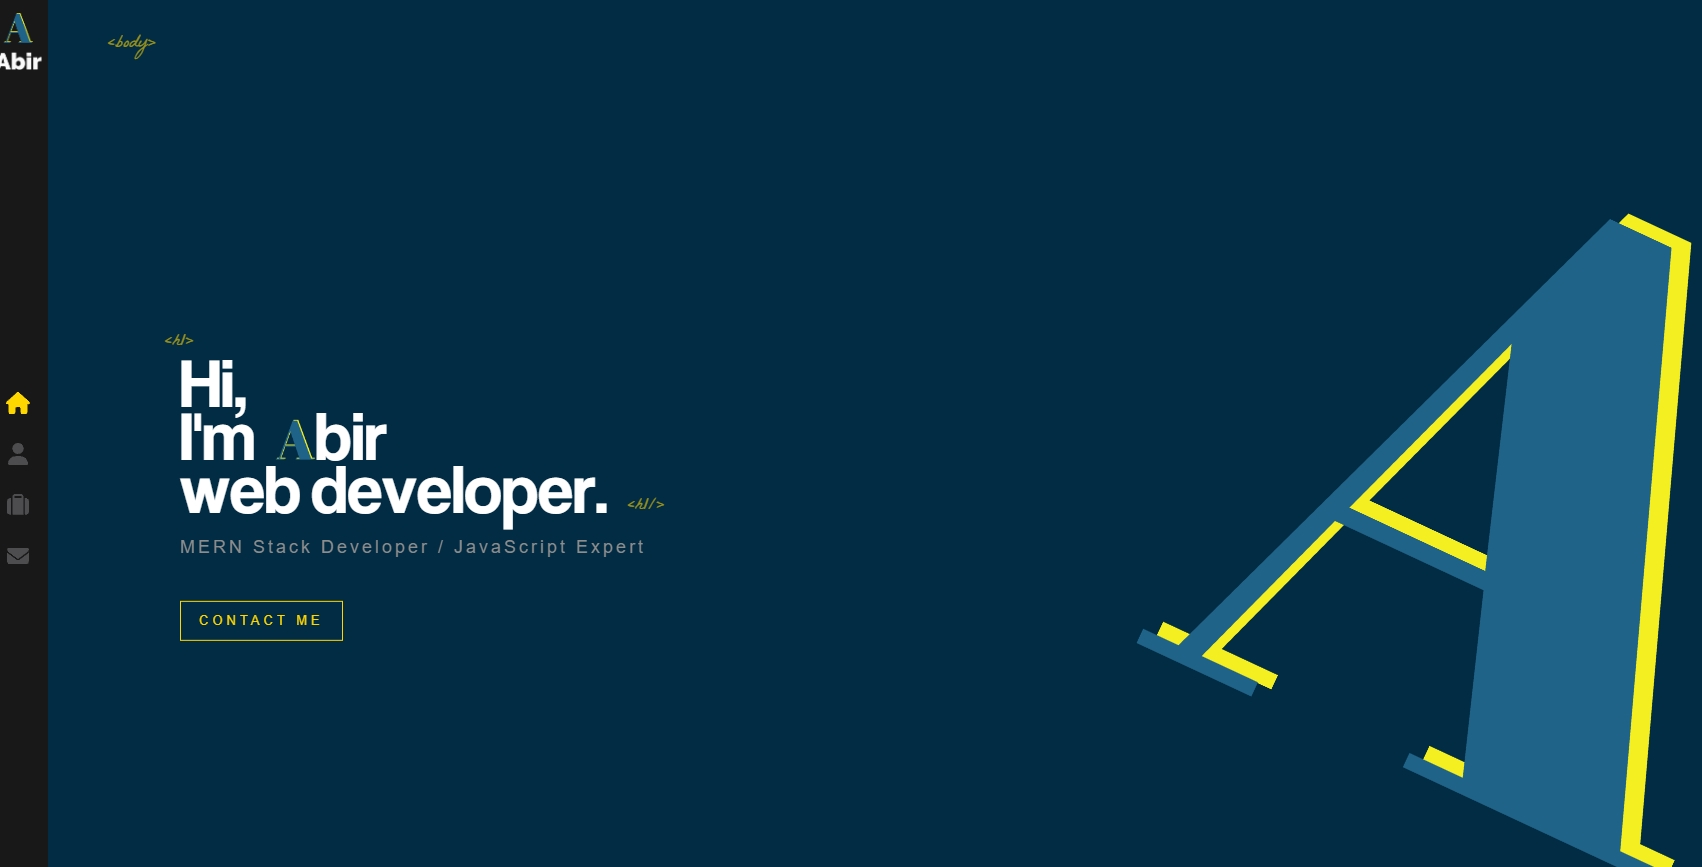 A
Abir
<body>
<h1>
Hi,
I'm Abir
web developer.
<h1/>
MERN Stack Developer / JavaScript Expert
CONTACT ME
A